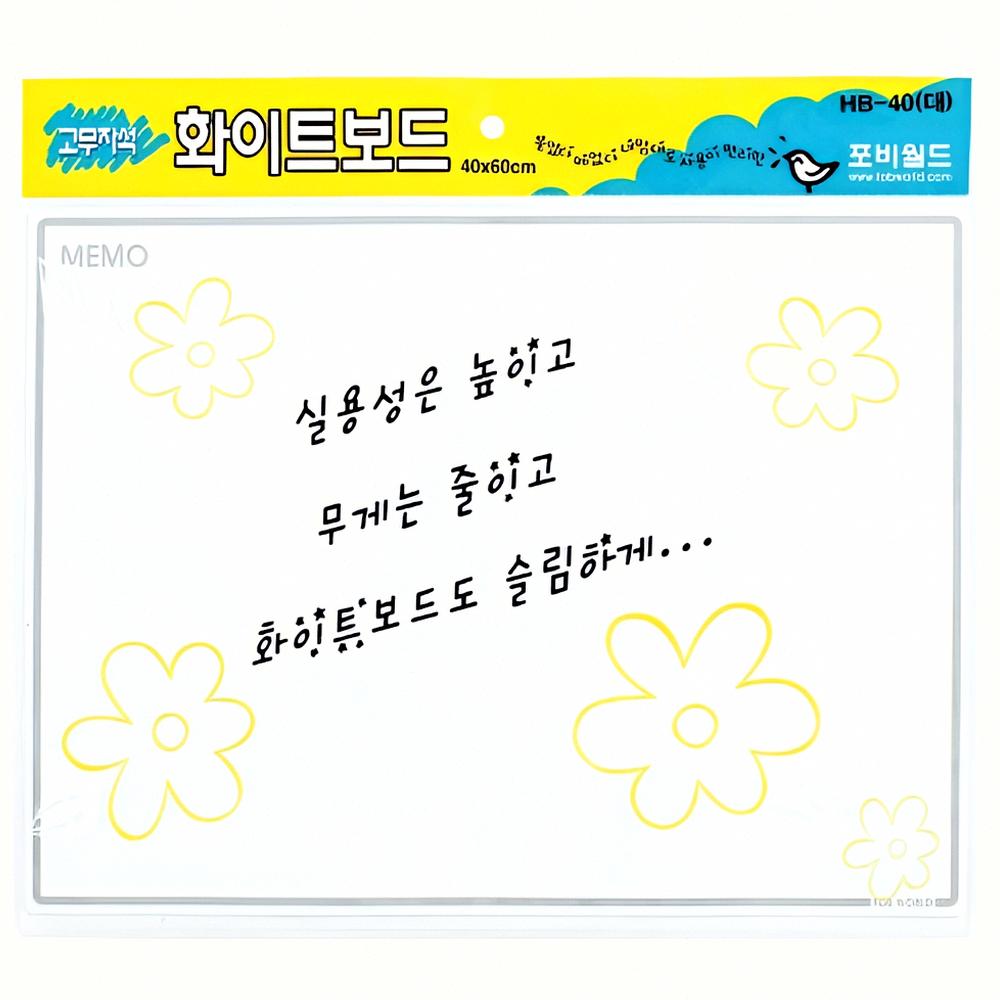 고무자석
화이트보드
40x60cm
HB-40(대)
포비월드
MEMO
실용성은 높이고
무게는 줄이고
화이트보드도 슬림하게...